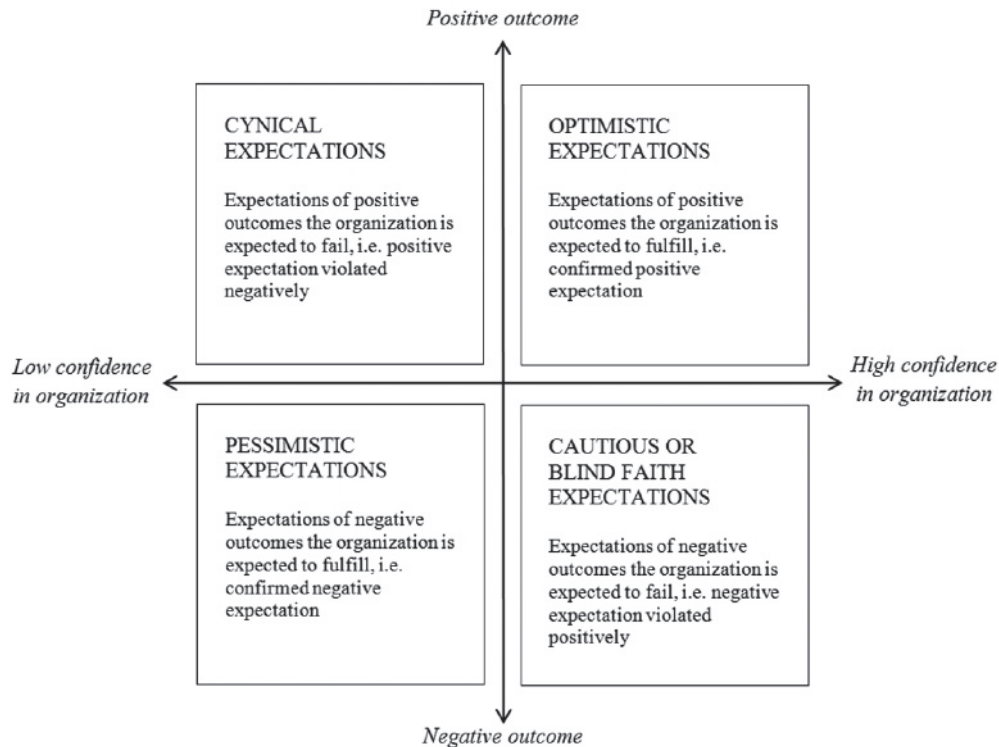 Positive outcome
CYNICAL
EXPECTATIONS
Expectations of positive
outcomes the organization is
expected to fail, i.e. positive
expectation violated
negatively
OPTIMISTIC
EXPECTATIONS
Expectations of positive
outcomes the organization is
expected to fulfill, i.e.
confirmed positive
expectation
Low confidence
in organization
High confidence
in organization
PESSIMISTIC
EXPECTATIONS
Expectations of negative
outcomes the organization is
expected to fulfill, i.e.
confirmed negative
expectation
CAUTIOUS OR
BLIND FAITH
EXPECTATIONS
Expectations of negative
outcomes the organization is
expected to fail, i.e. negative
expectation violated
positively
Negative outcome